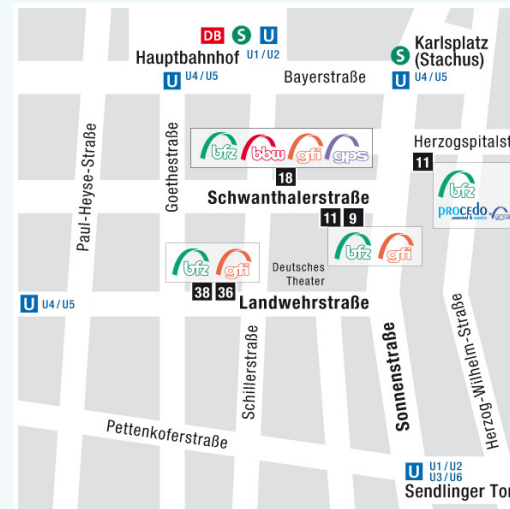 DB S U
Hauptbahnhof U1/U2
U U4/U5
Karlsplatz
(Stachus)
S
U U4/U5
Bayerstraße
Paul-Heyse-Straße
Goethestraße
bfz bbw gfi gps
18
Herzogspitalst
11
bfz
PROCEDO
Schwanthalerstraße
11 9
bfz gfi
bfz gfi
38 36
Deutsches
Theater
U U4/U5
Landwehrstraße
Schillerstraße
Sonnenstraße
Herzog-Wilhelm-Straße
Pettenkoferstraße
U U1/U2
U3/U6
Sendlinger Tor